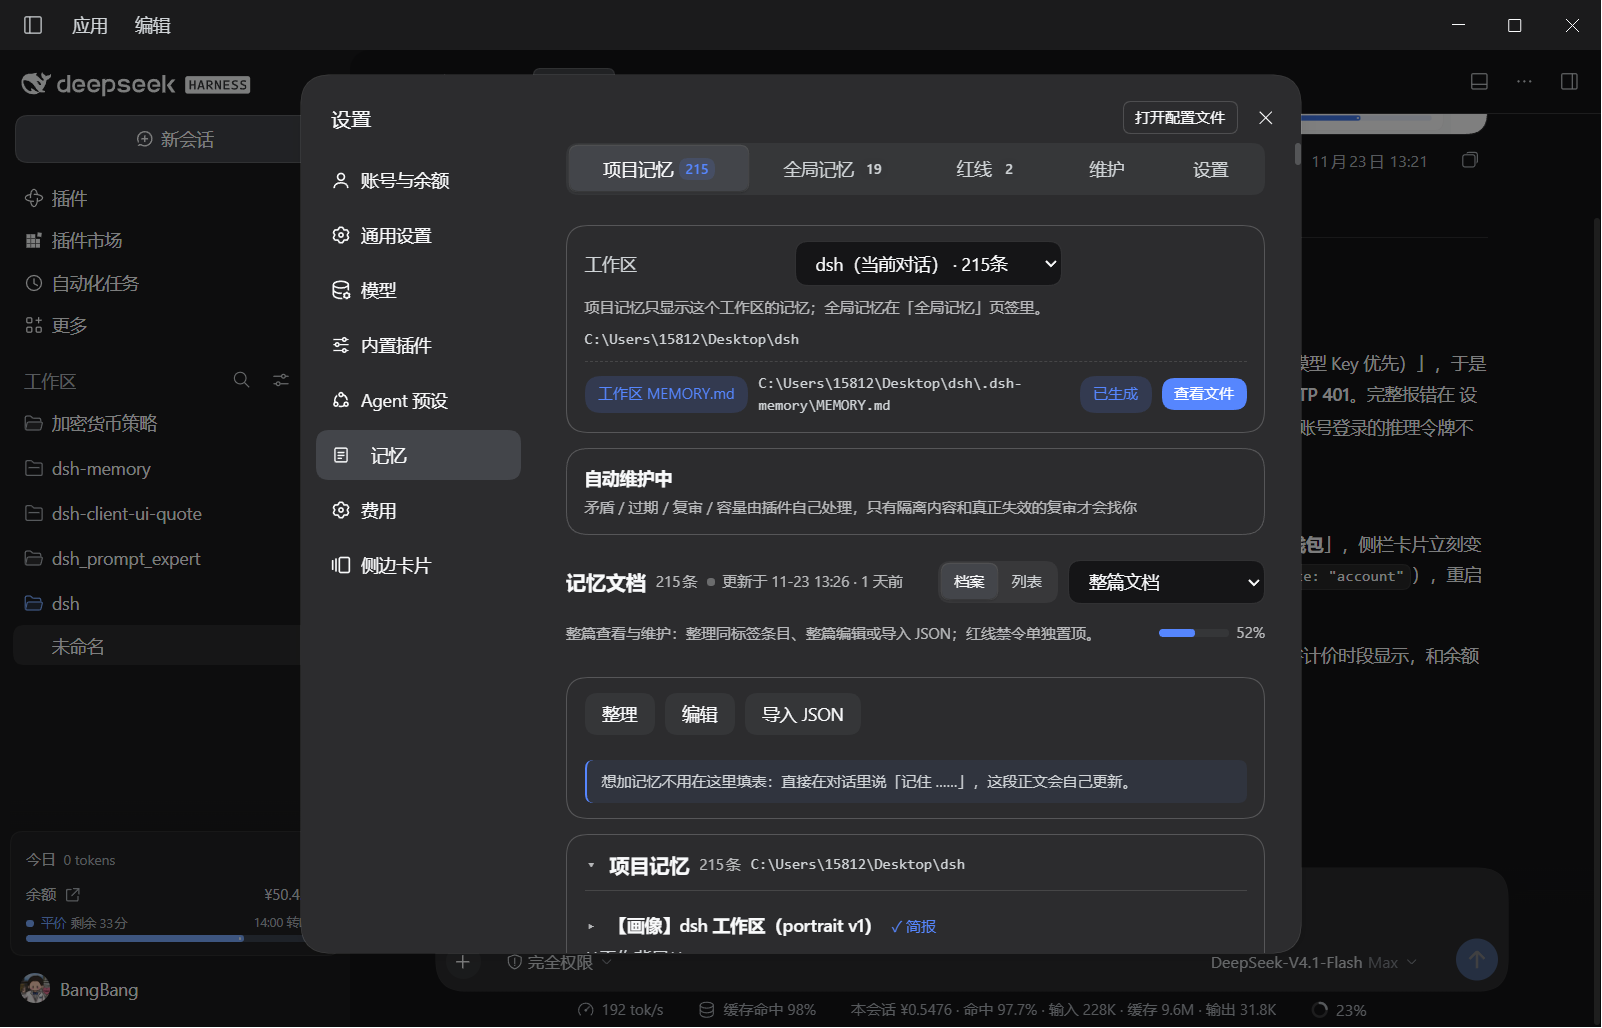 应用 编辑
deepseek HARNESS
新会话
插件
插件市场
自动化任务
更多
工作区
加密货币策略
dsh-memory
dsh-client-ui-quote
dsh_prompt_expert
dsh
未命名
今日 0 tokens
余额 ¥50.4
平价 剩余 33分 14:00
BangBang
设置
打开配置文件
账号与余额
通用设置
模型
内置插件
Agent 预设
记忆
费用
侧边卡片
项目记忆 215 全局记忆 19 红线 2 维护 设置
工作区 dsh（当前对话） · 215条
项目记忆只显示这个工作区的记忆；全局记忆在「全局记忆」页签里。
C:\Users\15812\Desktop\dsh
工作区 MEMORY.md C:\Users\15812\Desktop\dsh\.dsh-
memory\MEMORY.md 已生成 查看文件
自动维护中
矛盾 / 过期 / 复审 / 容量由插件自己处理，只有隔离内容和真正失效的复审才会找你
记忆文档 215条 更新于 11-23 13:26 · 1 天前 档案 列表 整篇文档
整篇查看与维护：整理同标签条目、整篇编辑或导入 JSON；红线禁令单独置顶。 52%
整理 编辑 导入 JSON
想加记忆不用在这里填表：直接在对话里说「记住 ......」，这段正文会自己更新。
项目记忆 215条 C:\Users\15812\Desktop\dsh
【画像】dsh 工作区（portrait v1） ✓ 简报
11月23日 13:21
型 Key 优先）」，于是
TP 401。完整报错在 设
账号登录的推理令牌不
包」，侧栏卡片立刻变
e: "account" ），重启
计价时段显示，和余额
完全权限 DeepSeek-V4.1-Flash Max
192 tok/s 缓存命中 98% 本会话 ¥0.5476 · 命中 97.7% · 输入 228K · 缓存 9.6M · 输出 31.8K 23%